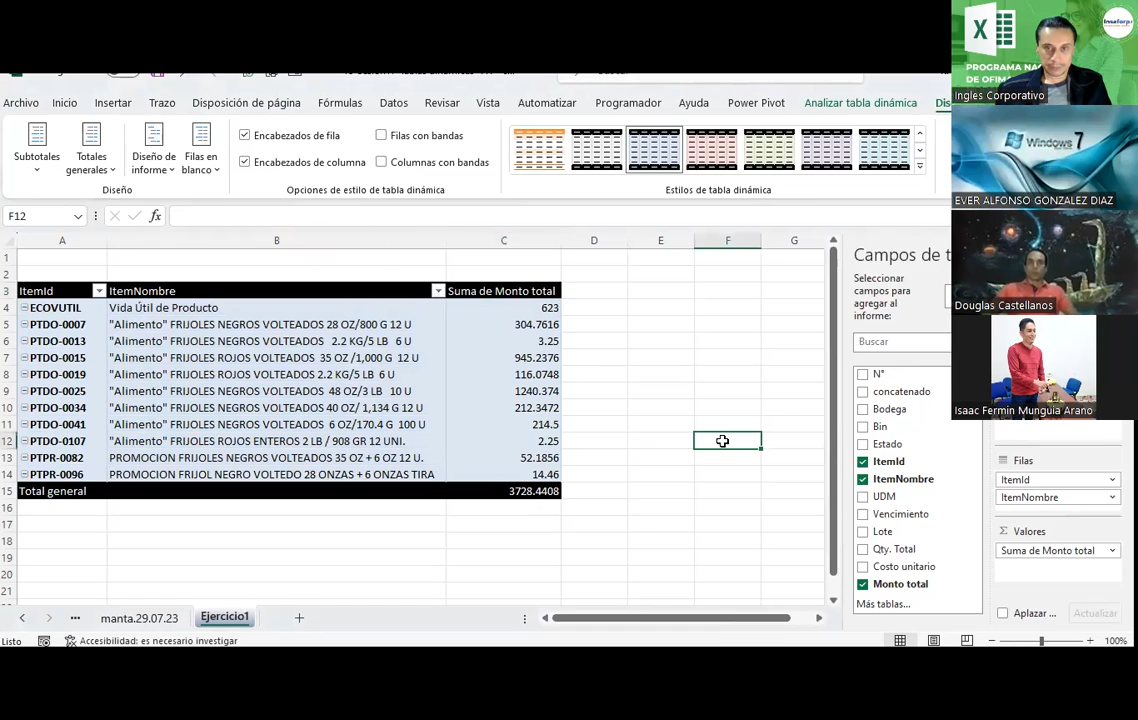 PROGRAMA NA
DE OFIM
Ingles Corporativo
Windows 7
EVER ALFONSO GONZALEZ DIAZ
Douglas Castellanos
Isaac Fermin Munguia Arano
Archivo Inicio Insertar Trazo Disposición de página Fórmulas Datos Revisar Vista Automatizar Programador Ayuda Power Pivot Analizar tabla dinámica Dis
Subtotales
Totales generales
Diseño de informe
Filas en blanco
Diseño
Encabezados de fila
Filas con bandas
Encabezados de columna
Columnas con bandas
Opciones de estilo de tabla dinámica
Estilos de tabla dinámica
F12
fx
A B C D E F G
1
2
3 ItemId ItemNombre Suma de Monto total
4 ECOVUTIL Vida Útil de Producto 623
5 PTDO-0007 "Alimento" FRIJOLES NEGROS VOLTEADOS 28 OZ/800 G 12 U 304.7616
6 PTDO-0013 "Alimento" FRIJOLES NEGROS VOLTEADOS 2.2 KG/5 LB 6 U 3.25
7 PTDO-0015 "Alimento" FRIJOLES ROJOS VOLTEADOS 35 OZ /1,000 G 12 U 945.2376
8 PTDO-0019 "Alimento" FRIJOLES ROJOS VOLTEADOS 2.2 KG/5 LB 6 U 116.0748
9 PTDO-0025 "Alimento" FRIJOLES NEGROS VOLTEADOS 48 OZ/3 LB 10 U 1240.374
10 PTDO-0034 "Alimento" FRIJOLES NEGROS VOLTEADOS 40 OZ/ 1,134 G 12 U 212.3472
11 PTDO-0041 "Alimento" FRIJOLES NEGROS VOLTEADOS 6 OZ/170.4 G 100 U 214.5
12 PTDO-0107 "Alimento" FRIJOLES ROJOS ENTEROS 2 LB / 908 GR 12 UNI. 2.25
13 PTPR-0082 PROMOCION FRIJOLES NEGROS VOLTEADOS 35 OZ + 6 OZ 12 U. 52.1856
14 PTPR-0096 PROMOCION FRIJOL NEGRO VOLTEDO 28 ONZAS + 6 ONZAS TIRA 14.46
15 Total general 3728.4408
16
17
18
19
20
21
Campos de t
Seleccionar
campos para
agregar al
informe:
Buscar
N°
concatenado
Bodega
Bin
Estado
ItemId
ItemNombre
UDM
Vencimiento
Lote
Qty. Total
Costo unitario
Monto total
Más tablas...
Filas
ItemId
ItemNombre
Σ Valores
Suma de Monto total
Aplazar ... Actualizar
manta.29.07.23 Ejercicio1
Listo Accesibilidad: es necesario investigar 100%